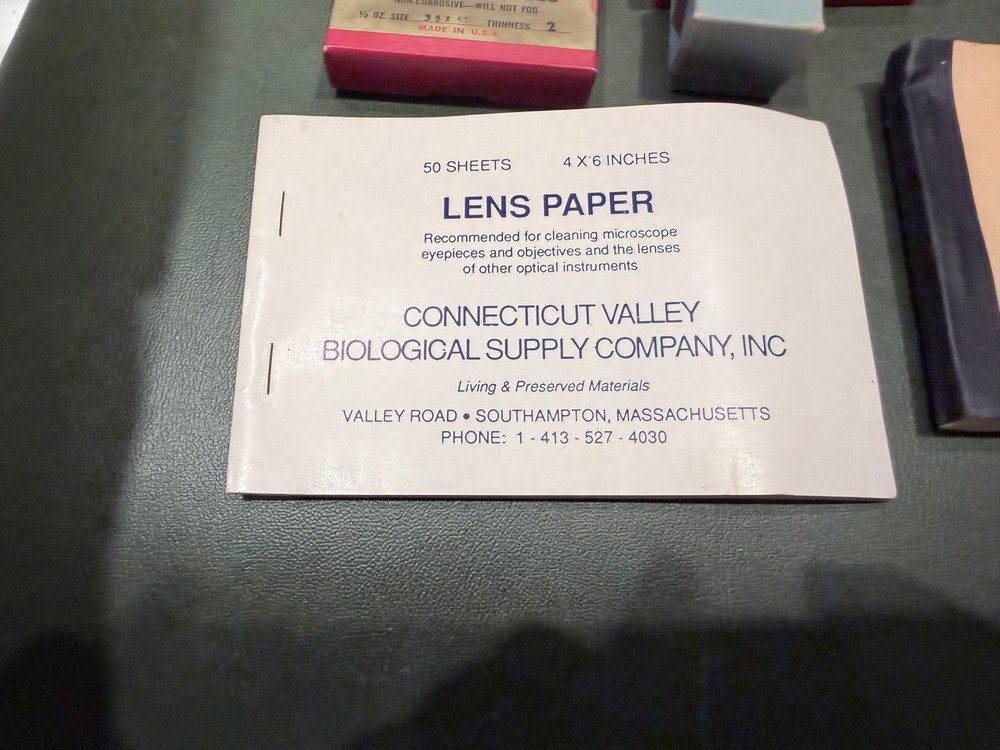 NON-CORROSIVE—WILL NOT FOG
½ OZ. SIZE 35 X 45 THINNESS 2
MADE IN U.S.A.
50 SHEETS 4 X 6 INCHES
LENS PAPER
Recommended for cleaning microscope
eyepieces and objectives and the lenses
of other optical instruments
CONNECTICUT VALLEY
BIOLOGICAL SUPPLY COMPANY, INC
Living & Preserved Materials
VALLEY ROAD • SOUTHAMPTON, MASSACHUSETTS
PHONE: 1 - 413 - 527 - 4030